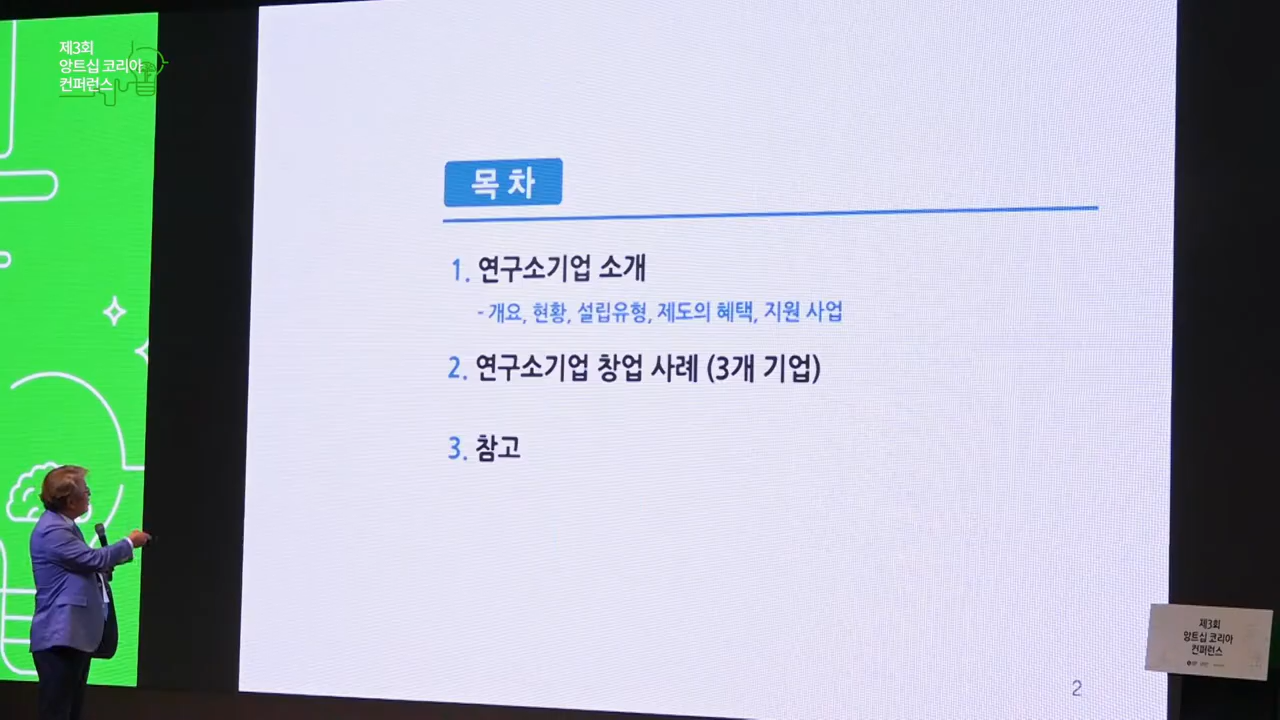 제3회
앙트십 코리아
컨퍼런스
목 차
1. 연구소기업 소개
- 개요, 현황, 설립유형, 제도의 혜택, 지원 사업
2. 연구소기업 창업 사례 (3개 기업)
3. 참고
2
제3회
앙트십 코리아
컨퍼런스